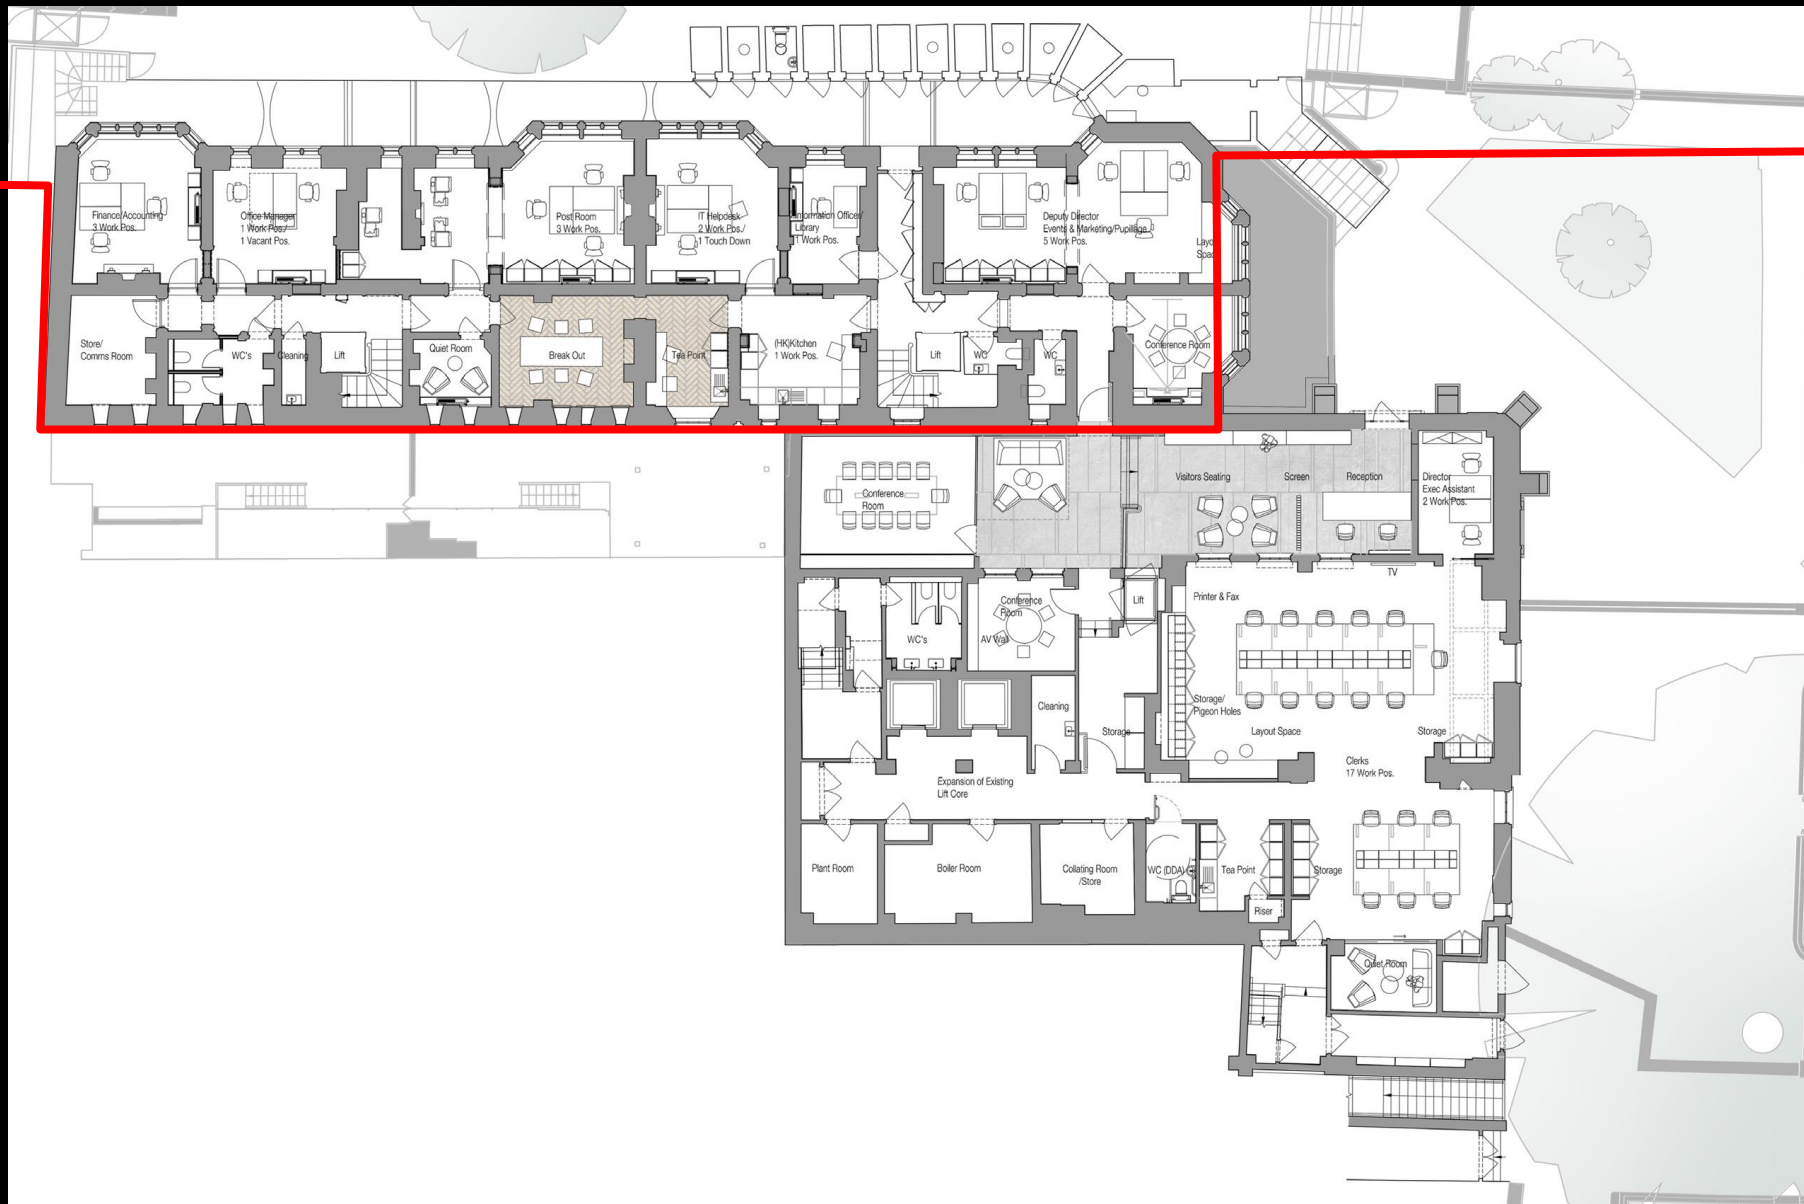 Finance/Accounting
3 Work Pos.
Office Manager
1 Work Pos./
1 Vacant Pos.
Post Room
3 Work Pos.
IT Helpdesk
2 Work Pos./
1 Touch Down
Information Officer/
Library
1 Work Pos.
Deputy Director
Events & Marketing/Pupillage
5 Work Pos.
Store/
Comms Room
WC's
Cleaning
Lift
Quiet Room
Break Out
Tea Point
(HK)Kitchen
1 Work Pos.
Lift
WC
WC
Conference Room
Conference
Room
Visitors Seating
Screen
Reception
Director
Exec Assistant
2 Work Pos.
TV
Printer & Fax
Lift
Conference
Room
AV Wall
WC's
Cleaning
Storage
Storage/
Pigeon Holes
Layout Space
Storage
Clerks
17 Work Pos.
Expansion of Existing
Lift Core
Plant Room
Boiler Room
Collating Room
/Store
WC (DDA)
Tea Point
Storage
Riser
Quiet Room